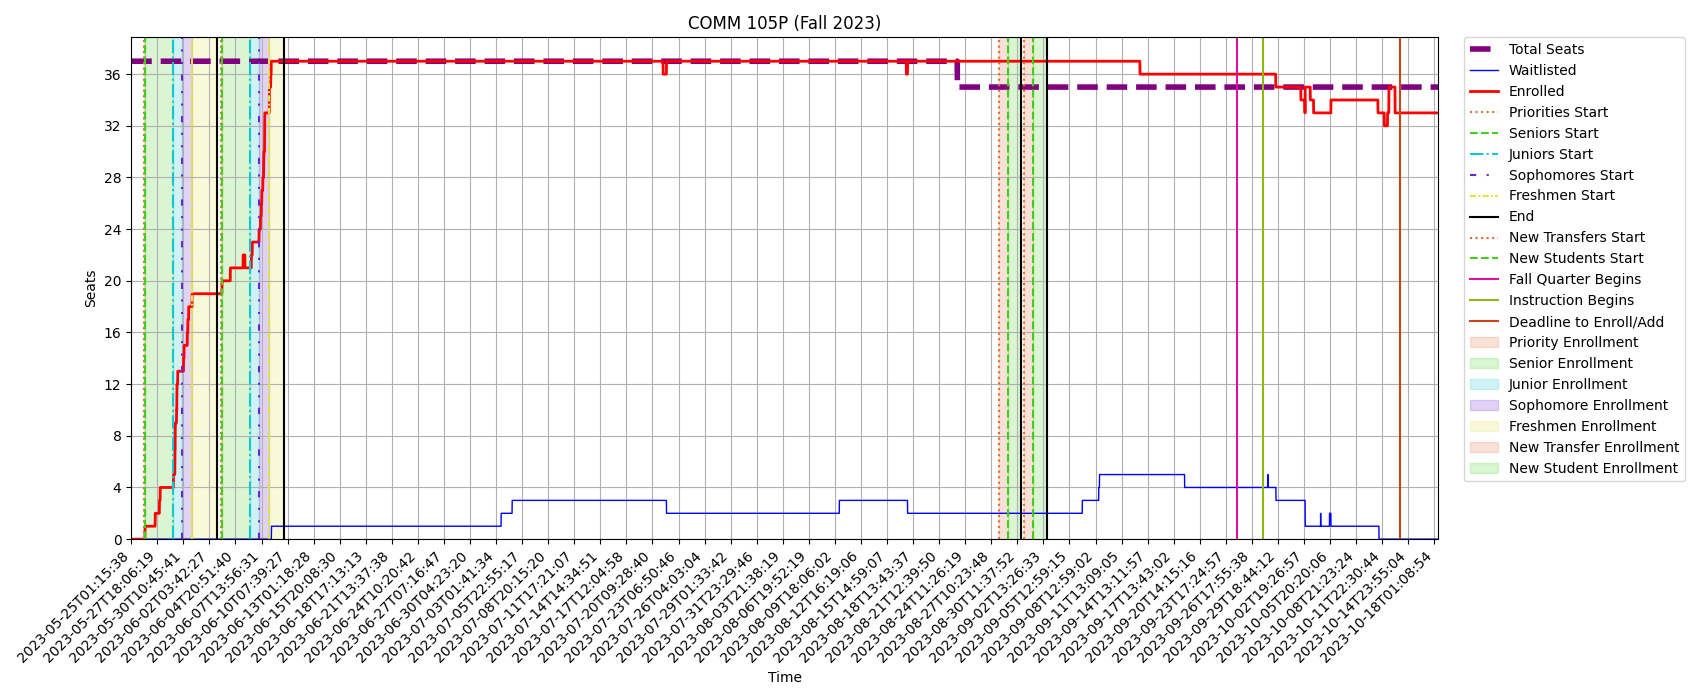 COMM 105P (Fall 2023)
Seats
36
32
28
24
20
16
12
8
4
0
2023-05-25T01:15:38
2023-05-27T18:06:19
2023-05-30T10:45:41
2023-06-02T03:42:27
2023-06-04T20:51:40
2023-06-07T13:56:31
2023-06-10T07:39:27
2023-06-13T01:18:28
2023-06-15T20:08:30
2023-06-18T17:13:13
2023-06-21T13:37:38
2023-06-24T10:20:42
2023-06-27T07:16:47
2023-06-30T04:23:20
2023-07-03T01:41:34
2023-07-05T22:55:17
2023-07-08T20:15:20
2023-07-11T17:21:07
2023-07-14T14:34:51
2023-07-17T12:04:58
2023-07-20T09:28:40
2023-07-23T06:50:46
2023-07-26T04:03:04
2023-07-29T01:33:42
2023-07-31T23:29:46
2023-08-03T21:38:19
2023-08-06T19:52:19
2023-08-09T18:06:02
2023-08-12T16:19:06
2023-08-15T14:59:07
2023-08-18T13:43:37
2023-08-21T12:39:50
2023-08-24T11:26:19
2023-08-27T10:23:48
2023-08-30T11:37:52
2023-09-02T13:26:33
2023-09-05T12:59:15
2023-09-08T12:59:02
2023-09-11T13:09:05
2023-09-14T13:11:57
2023-09-17T13:43:02
2023-09-20T14:15:16
2023-09-23T17:24:57
2023-09-26T17:55:38
2023-09-29T18:44:12
2023-10-02T19:26:57
2023-10-05T20:20:06
2023-10-08T21:23:24
2023-10-11T22:30:44
2023-10-14T23:55:04
2023-10-18T01:08:54
Time
Total Seats
Waitlisted
Enrolled
Priorities Start
Seniors Start
Juniors Start
Sophomores Start
Freshmen Start
End
New Transfers Start
New Students Start
Fall Quarter Begins
Instruction Begins
Deadline to Enroll/Add
Priority Enrollment
Senior Enrollment
Junior Enrollment
Sophomore Enrollment
Freshmen Enrollment
New Transfer Enrollment
New Student Enrollment